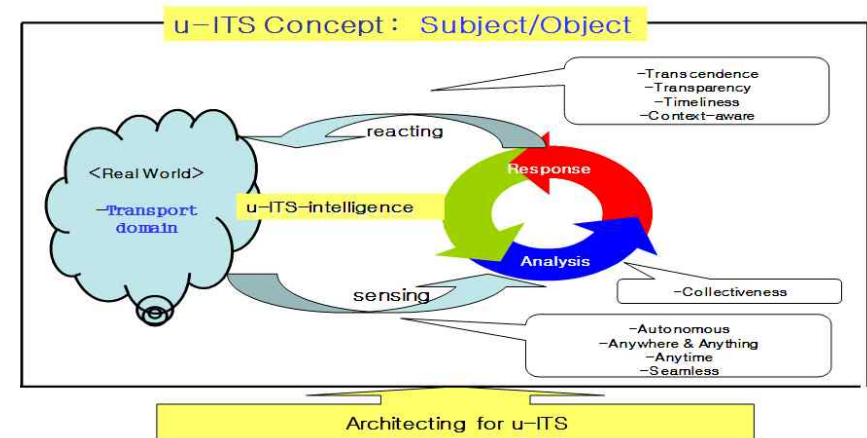 u-ITS Concept : Subject/Object
-Transcendence
-Transparency
-Timeliness
-Context-aware
reacting
<Real World>
-Transport
domain
Response
u-ITS-intelligence
Analysis
sensing
-Collectiveness
-Autonomous
-Anywhere & Anything
-Anytime
-Seamless
Architecting for u-ITS